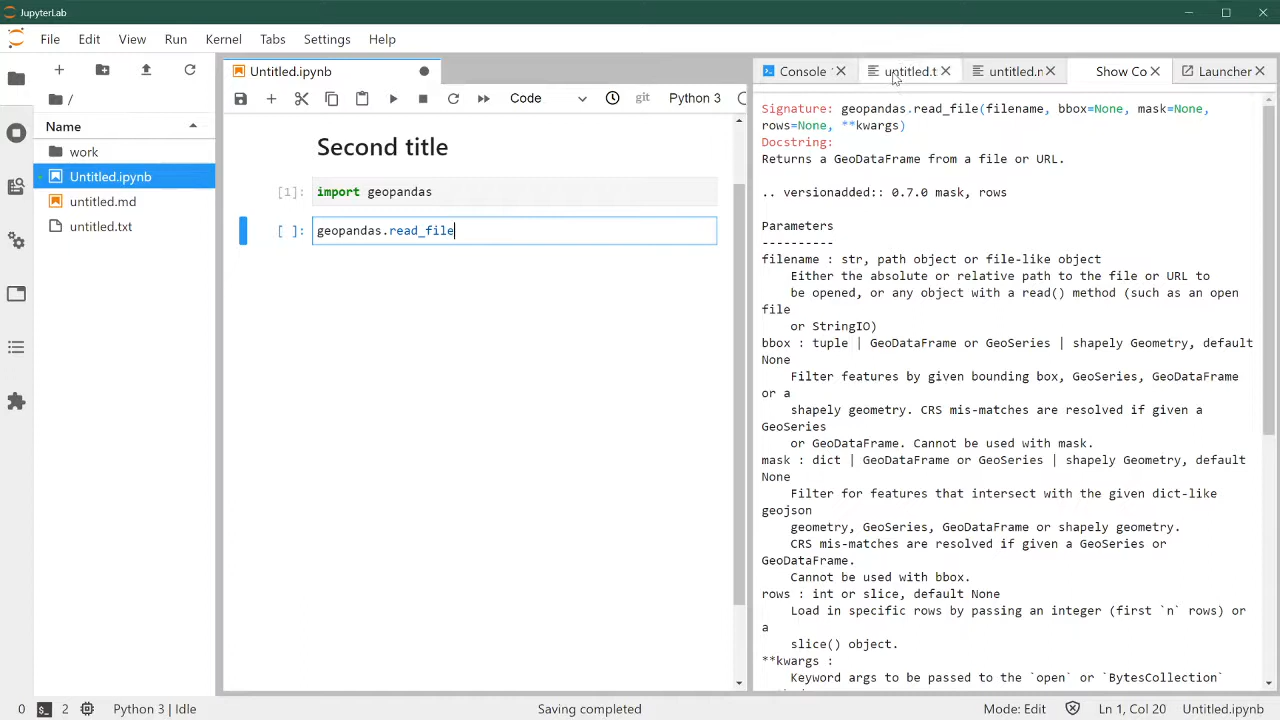 JupyterLab
File Edit View Run Kernel Tabs Settings Help
/
Name
work
Untitled.ipynb
untitled.md
untitled.txt
Untitled.ipynb
Code git Python 3
Second title
[1]: import geopandas
[ ]: geopandas.read_file
Console untitled.t untitled.n Show Co Launcher
Signature: geopandas.read_file(filename, bbox=None, mask=None,
rows=None, **kwargs)
Docstring:
Returns a GeoDataFrame from a file or URL.
.. versionadded:: 0.7.0 mask, rows
Parameters
----------
filename : str, path object or file-like object
Either the absolute or relative path to the file or URL to
be opened, or any object with a read() method (such as an open
file
or StringIO)
bbox : tuple | GeoDataFrame or GeoSeries | shapely Geometry, default
None
Filter features by given bounding box, GeoSeries, GeoDataFrame
or a
shapely geometry. CRS mis-matches are resolved if given a
GeoSeries
or GeoDataFrame. Cannot be used with mask.
mask : dict | GeoDataFrame or GeoSeries | shapely Geometry, default
None
Filter for features that intersect with the given dict-like
geojson
geometry, GeoSeries, GeoDataFrame or shapely geometry.
CRS mis-matches are resolved if given a GeoSeries or
GeoDataFrame.
Cannot be used with bbox.
rows : int or slice, default None
Load in specific rows by passing an integer (first `n` rows) or
a
slice() object.
**kwargs :
Keyword args to be passed to the `open` or `BytesCollection`
0 2 Python 3 | Idle Saving completed Mode: Edit Ln 1, Col 20 Untitled.ipynb